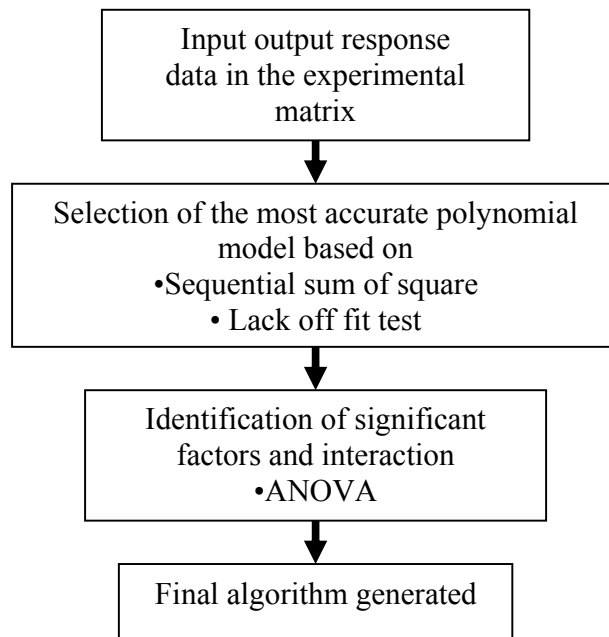 Input output response
data in the experimental
matrix
Selection of the most accurate polynomial
model based on
•Sequential sum of square
• Lack off fit test
Identification of significant
factors and interaction
•ANOVA
Final algorithm generated